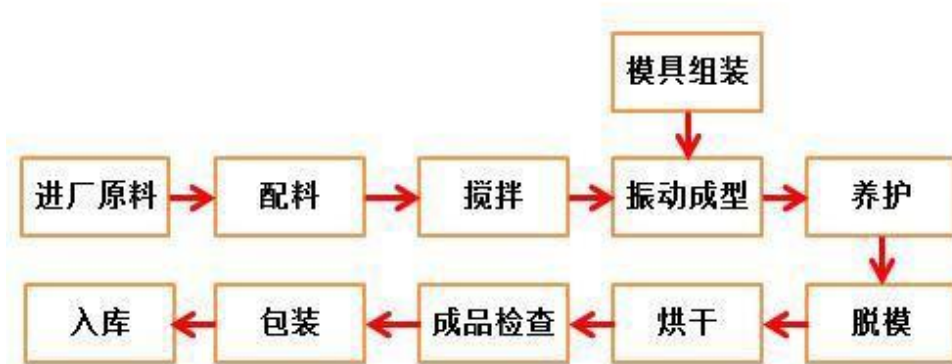 模具组装
进厂原料
配料
搅拌
振动成型
养护
脱模
烘干
成品检查
包装
入库